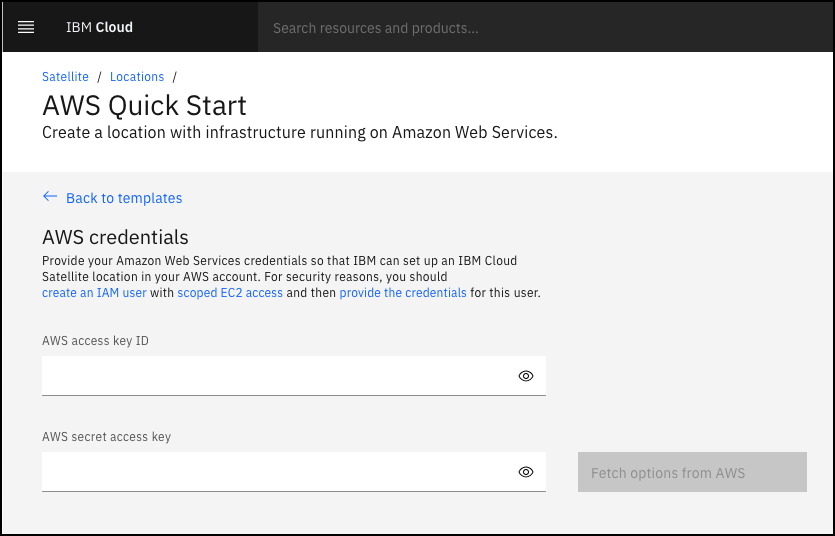 IBM Cloud
Search resources and products...
Satellite / Locations /
AWS Quick Start
Create a location with infrastructure running on Amazon Web Services.
Back to templates
AWS credentials
Provide your Amazon Web Services credentials so that IBM can set up an IBM Cloud
Satellite location in your AWS account. For security reasons, you should
create an IAM user with scoped EC2 access and then provide the credentials for this user.
AWS access key ID
AWS secret access key
Fetch options from AWS